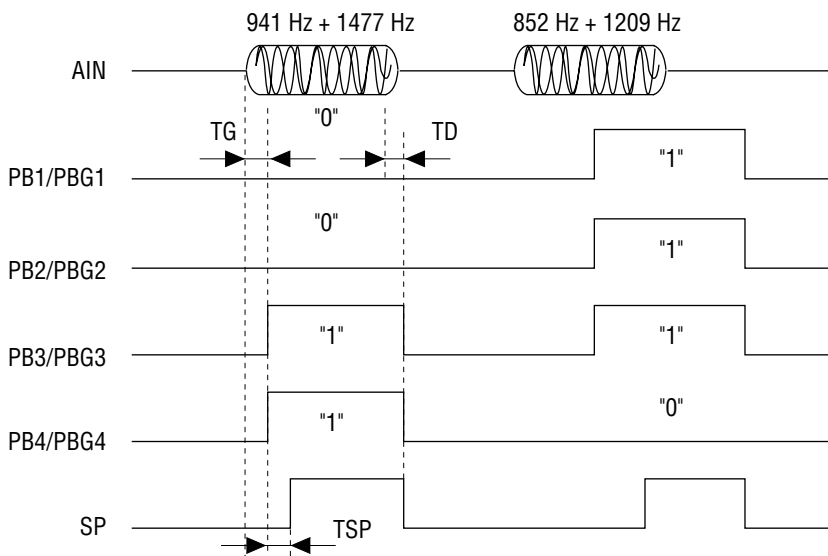 941 Hz + 1477 Hz 852 Hz + 1209 Hz
AIN
"0"
TG TD
"1"
PB1/PBG1
"0"
"1"
PB2/PBG2
"1" "1"
PB3/PBG3
"1" "0"
PB4/PBG4
SP TSP